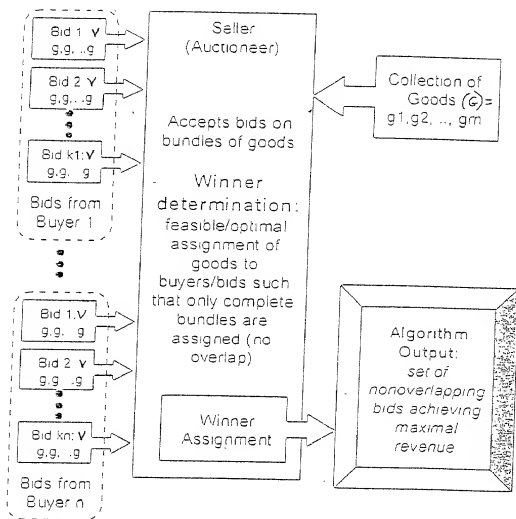 Bid 1 V
g,g, ..g
Bid 2 V
g,g,. .g
Bid k1: V
g,g, g
Bids from
Buyer 1
Bid 1. V
g,g. g
Bid 2 V
g,g, .g
Bid kn: V
g,g, ..g
Bids from
Buyer n
Seller
(Auctioneer)
Accepts bids on
bundles of goods
Winner
determination:
feasible/optimal
assignment of
goods to
buyers/bids such
that only complete
bundles are
assigned (no
overlap)
Winner
Assignment
Collection of
Goods (G)=
g1,g2, .., gm
Algorithm
Output:
set of
nonoverlapping
bids achieving
maximal
revenue